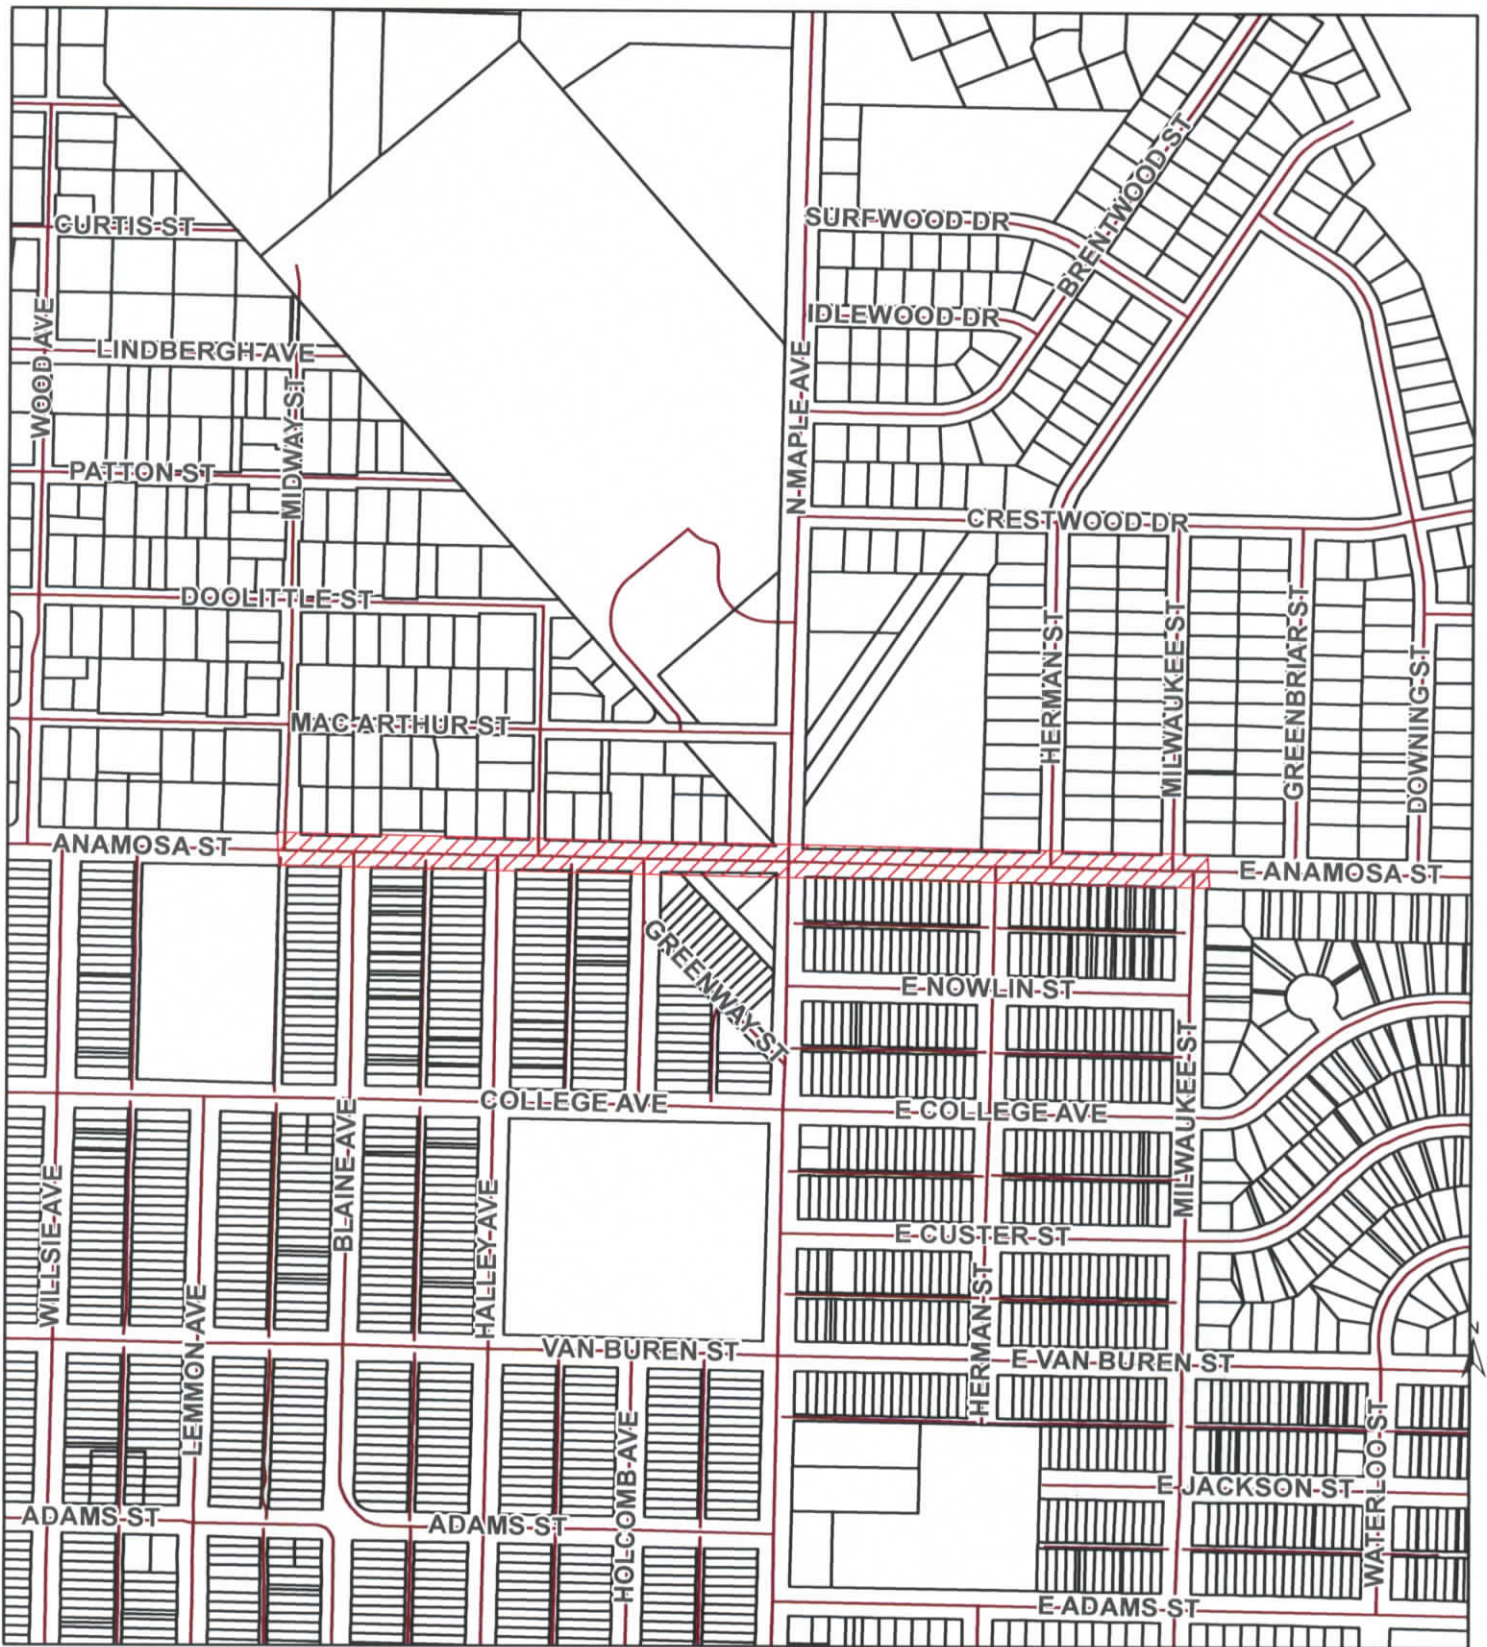 CURTIS ST
SURFWOOD DR
BRENTWOOD ST
WOOD AVE
LINDBERGH AVE
IDLEWOOD DR
N MAPLE AVE
MIDWAY ST
PATTON ST
CRESTWOOD DR
DOOLITTLE ST
HERMAN ST
MILWAUKEE ST
GREENBRIAR ST
DOWNING ST
MAC ARTHUR ST
ANAMOSA ST
E ANAMOSA ST
GREENWAY ST
E NOWLIN ST
COLLEGE AVE
E COLLEGE AVE
MILWAUKEE ST
WILLSIE AVE
BLAINE AVE
HALLEY AVE
E CUSTER ST
LEMMON AVE
HERMAN ST
VAN BUREN ST
E VAN BUREN ST
Z
HOLCOMB AVE
WATERLOO ST
E JACKSON ST
ADAMS ST
ADAMS ST
E ADAMS ST